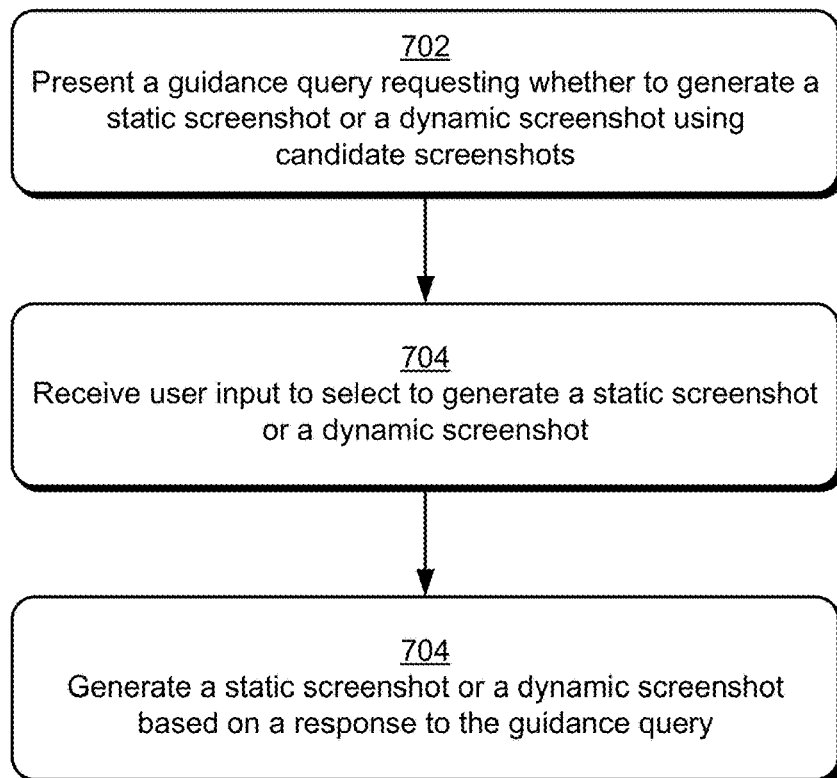 702
Present a guidance query requesting whether to generate a
static screenshot or a dynamic screenshot using
candidate screenshots
704
Receive user input to select to generate a static screenshot
or a dynamic screenshot
704
Generate a static screenshot or a dynamic screenshot
based on a response to the guidance query